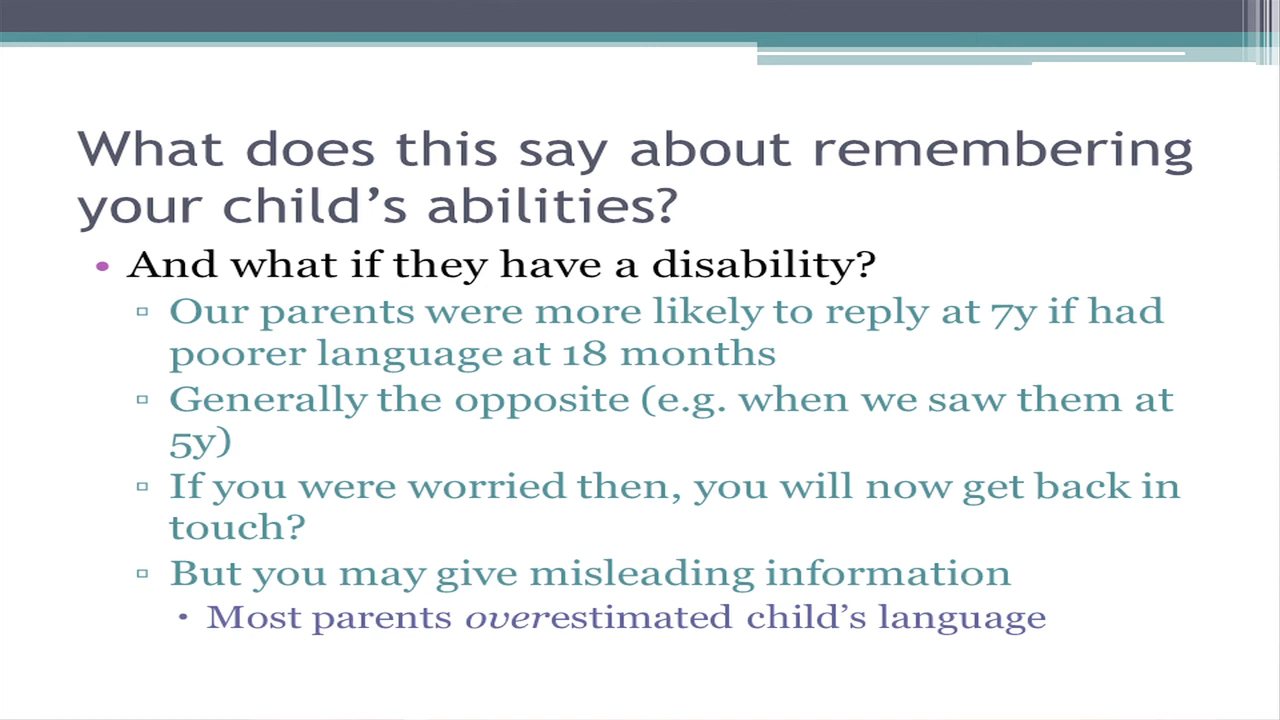 What does this say about remembering
your child’s abilities?
• And what if they have a disability?
▫ Our parents were more likely to reply at 7y if had
poorer language at 18 months
▫ Generally the opposite (e.g. when we saw them at
5y)
▫ If you were worried then, you will now get back in
touch?
▫ But you may give misleading information
• Most parents overestimated child’s language